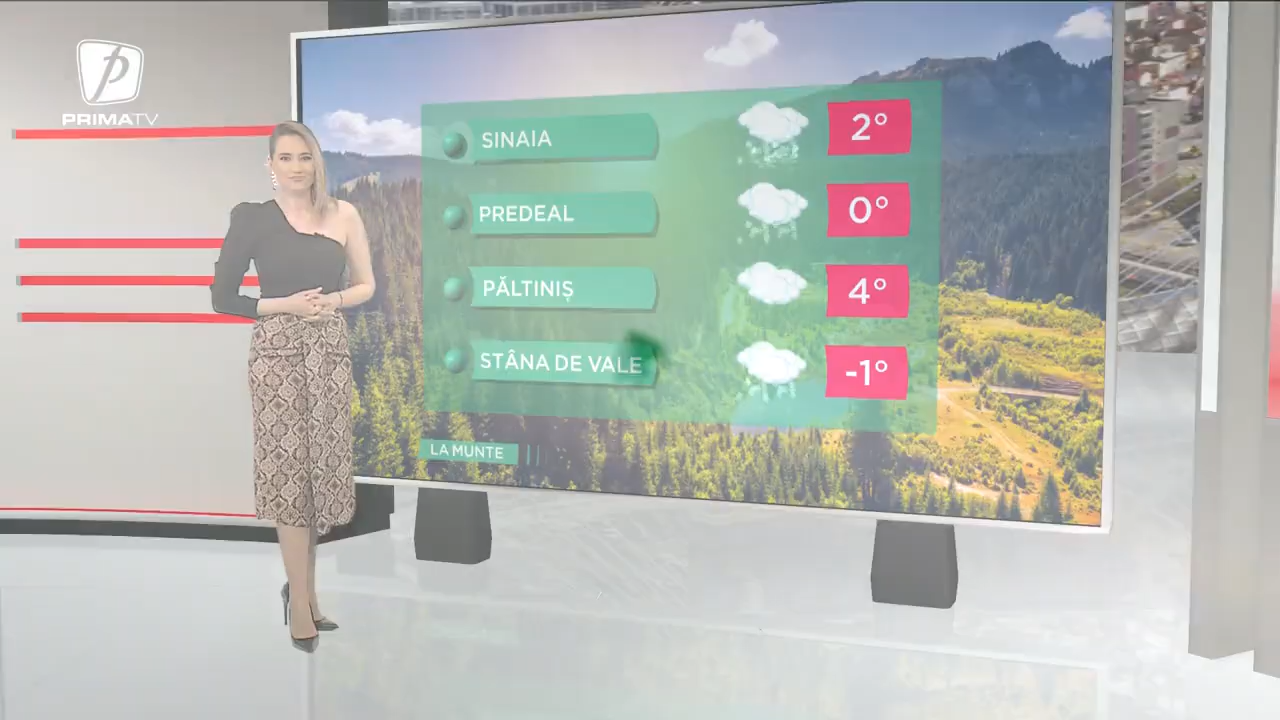 PRIMATV
SINAIA 2°
PREDEAL 0°
PĂLTINIȘ 4°
STÂNA DE VALE -1°
LA MUNTE